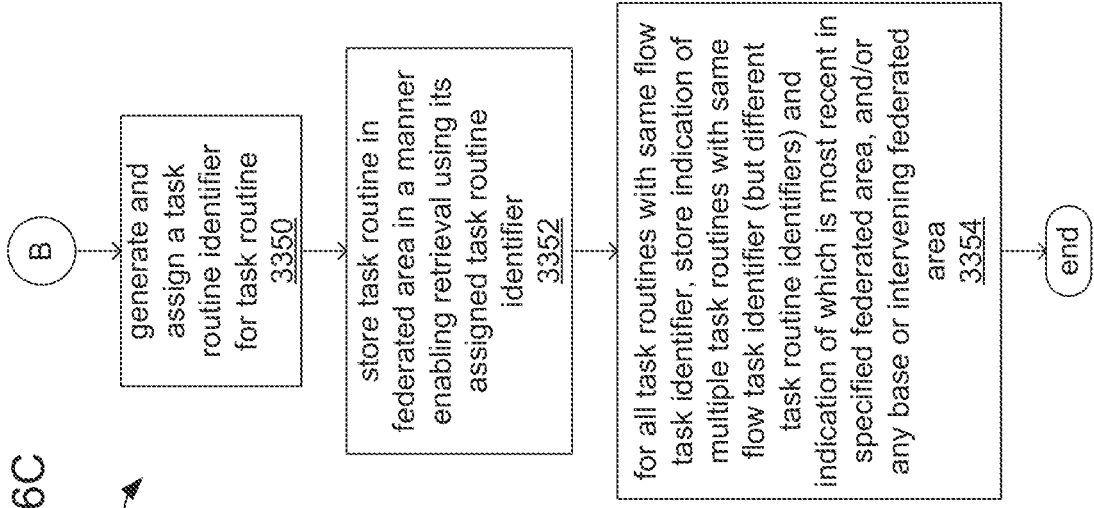 6C
B
generate and
assign a task
routine identifier
for task routine
3350
store task routine in
federated area in a manner
enabling retrieval using its
assigned task routine
identifier
3352
for all task routines with same flow
task identifier, store indication of
multiple task routines with same
flow task identifier (but different
task routine identifiers) and
indication of which is most recent in
specified federated area, and/or
any base or intervening federated
area
3354
end